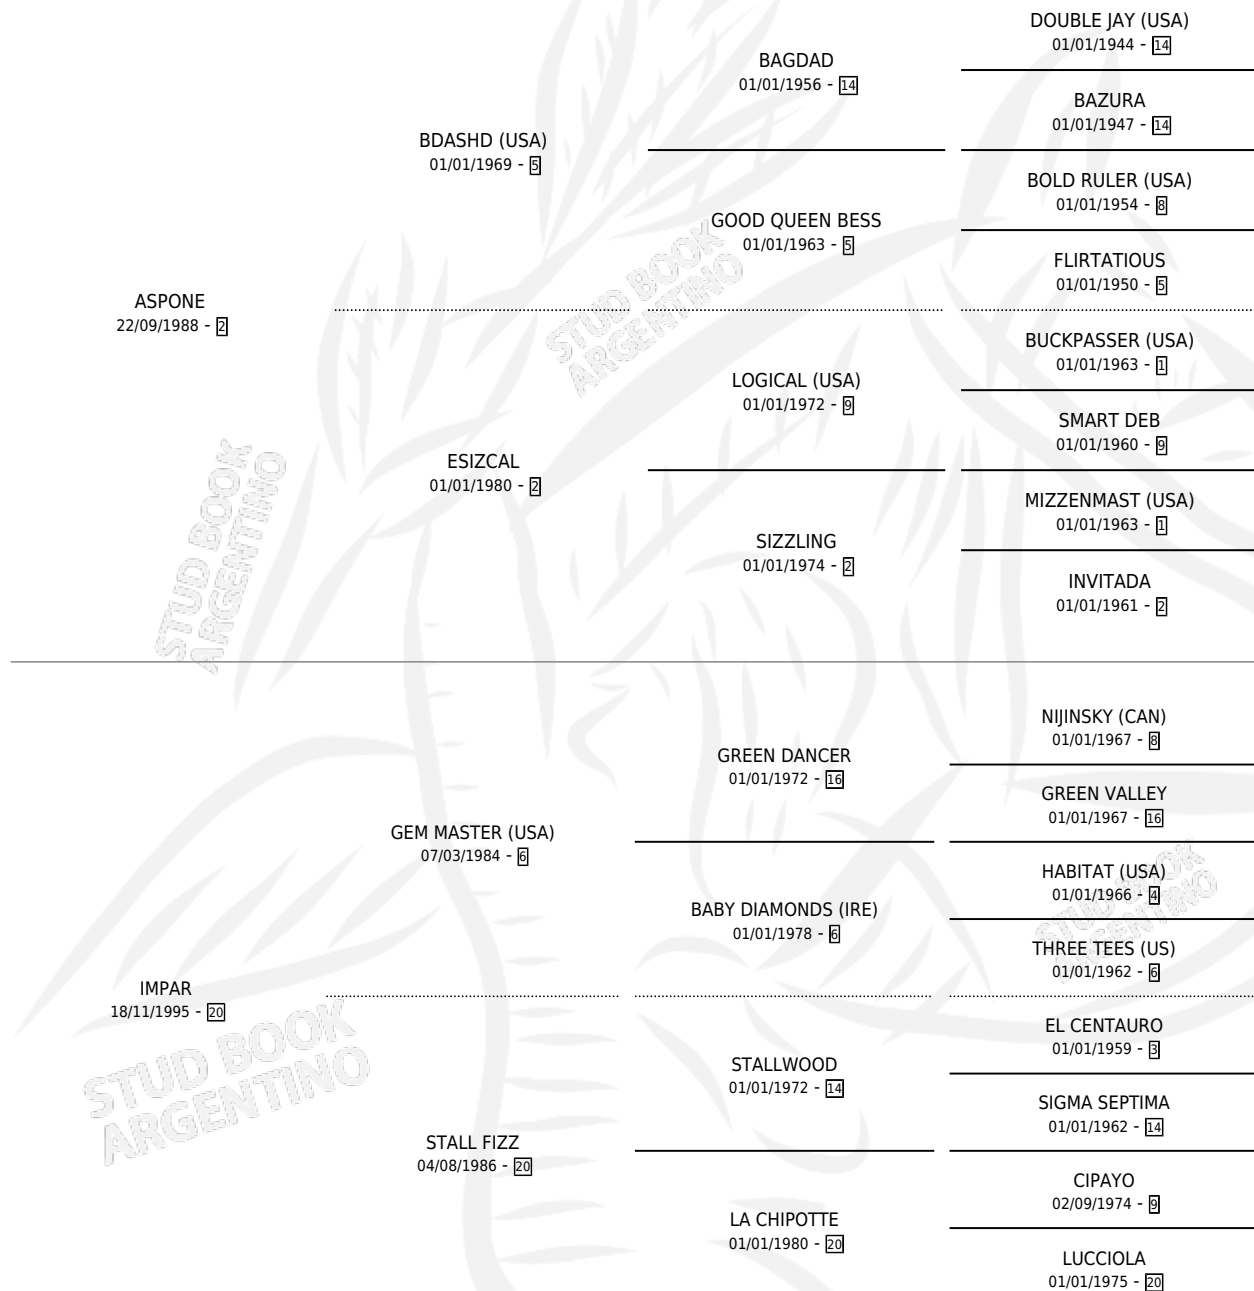 DOUBLE JAY (USA)
01/01/1944 - 14
BAGDAD
01/01/1956 - 14
BAZURA
01/01/1947 - 14
BDASHD (USA)
01/01/1969 - 5
BOLD RULER (USA)
01/01/1954 - 8
GOOD QUEEN BESS
01/01/1963 - 5
FLIRTATIOUS
01/01/1950 - 5
ASPONE
22/09/1988 - 2
BUCKPASSER (USA)
01/01/1963 - 1
LOGICAL (USA)
01/01/1972 - 9
SMART DEB
01/01/1960 - 9
ESIZCAL
01/01/1980 - 2
MIZZENMAST (USA)
01/01/1963 - 1
SIZZLING
01/01/1974 - 2
INVITADA
01/01/1961 - 2
NIJINSKY (CAN)
01/01/1967 - 8
GREEN DANCER
01/01/1972 - 16
GREEN VALLEY
01/01/1967 - 16
GEM MASTER (USA)
07/03/1984 - 6
HABITAT (USA)
01/01/1966 - 4
BABY DIAMONDS (IRE)
01/01/1978 - 6
THREE TEES (US)
01/01/1962 - 6
IMPAR
18/11/1995 - 20
EL CENTAURO
01/01/1959 - 3
STALLWOOD
01/01/1972 - 14
SIGMA SEPTIMA
01/01/1962 - 14
STALL FIZZ
04/08/1986 - 20
CIPAYO
02/09/1974 - 9
LA CHIPOTTE
01/01/1980 - 20
LUCCIOLA
01/01/1975 - 20
STUD BOOK
ARGENTINO
STUD BOOK
ARGENTINO
STUD BOOK
ARGENTINO
STUD BOOK
ARGENTINO